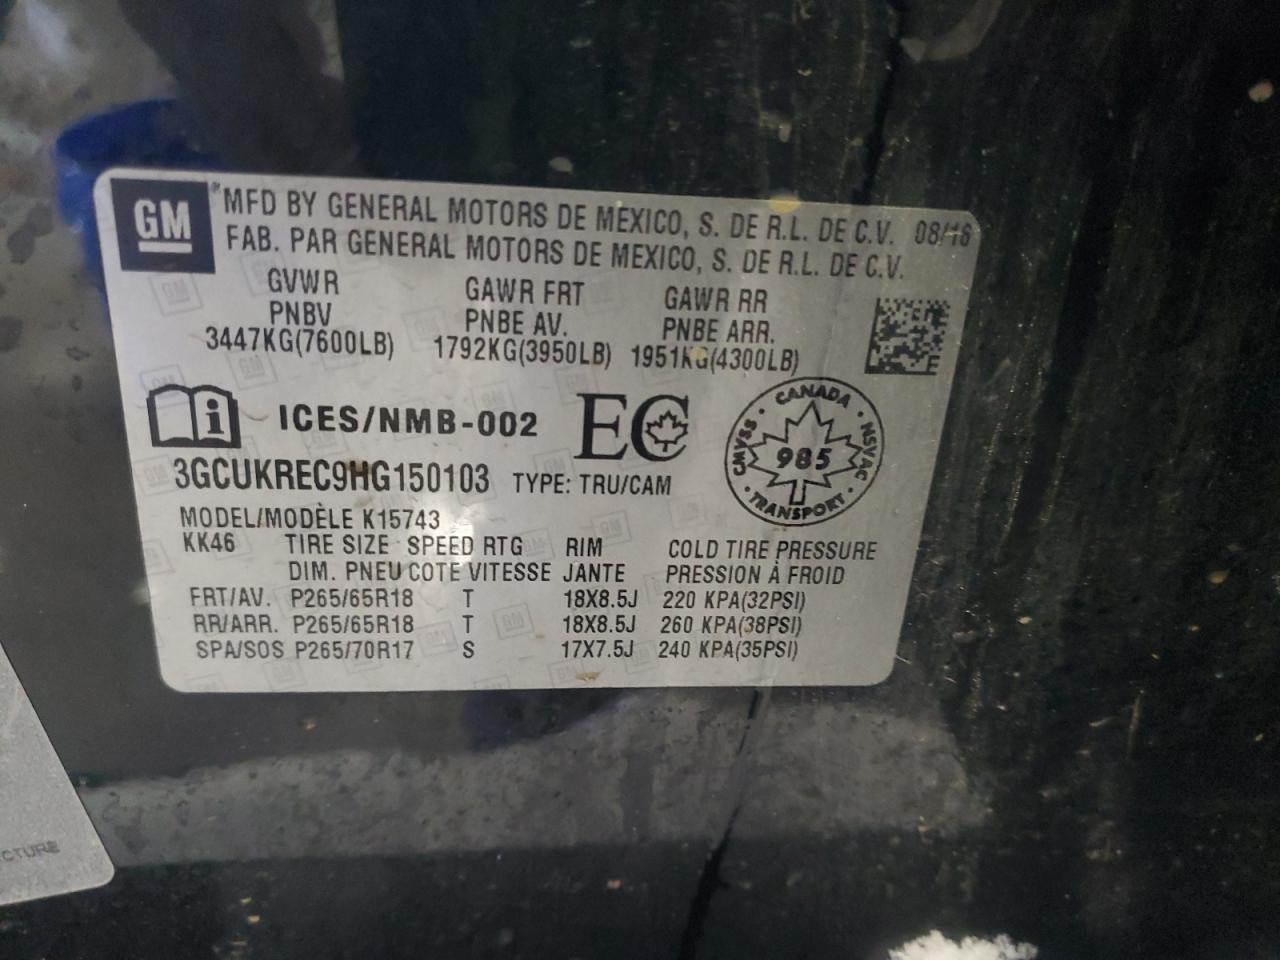 GM
MFD BY GENERAL MOTORS DE MEXICO, S. DE R.L. DE C.V. 08/16
FAB. PAR GENERAL MOTORS DE MEXICO, S. DE R.L. DE C.V.
GVWR GAWR FRT GAWR RR
PNBV PNBE AV. PNBE ARR.
3447KG(7600LB) 1792KG(3950LB) 1951KG(4300LB)
i ICES/NMB-002 EC
CANADA
CMVSS 985 NSVAC
TRANSPORT
3GCUKREC9HG150103 TYPE: TRU/CAM
MODEL/MODÈLE K15743
KK46 TIRE SIZE SPEED RTG RIM COLD TIRE PRESSURE
DIM. PNEU COTE VITESSE JANTE PRESSION À FROID
FRT/AV. P265/65R18 T 18X8.5J 220 KPA(32PSI)
RR/ARR. P265/65R18 T 18X8.5J 260 KPA(38PSI)
SPA/SOS P265/70R17 S 17X7.5J 240 KPA(35PSI)
CTURE